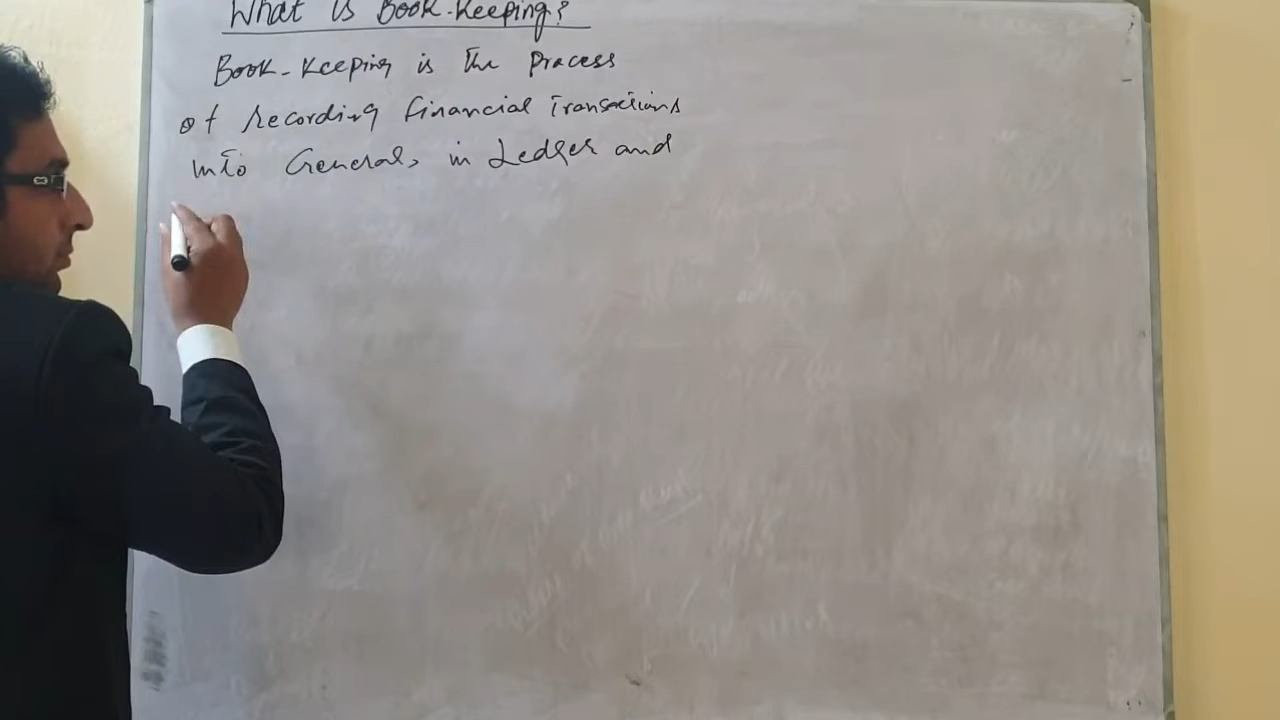 What is Book-Keeping?
Book-Keeping is the Process
of recording financial Transactions
into General, in Ledger and